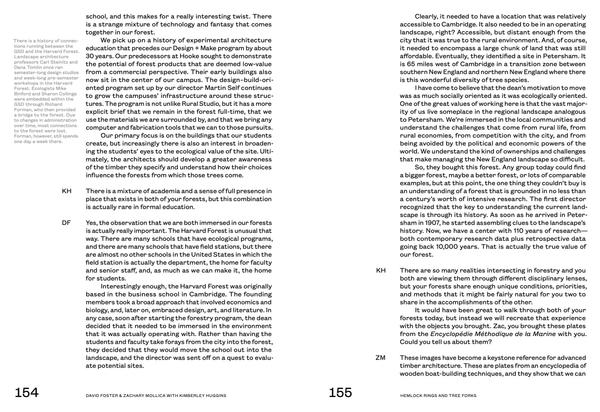 There is a history of connec-
tions running between the
GSD and the Harvard Forest.
Landscape architecture
professors Carl Steinitz and
Dana Tomlin once ran
semester-long design studios
and week-long pre-semester
workshops in the Harvard
Forest. Ecologists Mike
Binford and Sharon Collinge
were embedded within the
GSD through Richard
Forman, who then provided
a bridge to the forest. Due
to changes in administration
over time, most connections
to the forest were lost.
Forman, however, still spends
one day a week there.
school, and this makes for a really interesting twist. There
is a strange mixture of technology and fantasy that comes
together in our forest.
We pick up on a history of experimental architecture
education that precedes our Design + Make program by about
30 years. Our predecessors at Hooke sought to demonstrate
the potential of forest products that are deemed low-value
from a commercial perspective. Their early buildings also
now sit in the center of our campus. The design-build-ori-
ented program set up by our director Martin Self continues
to grow the campuses' infrastructure around these struc-
tures. The program is not unlike Rural Studio, but it has a more
explicit brief that we remain in the forest full-time, that we
use the materials we are surrounded by, and that we bring any
computer and fabrication tools that we can to those pursuits.
Our primary focus is on the buildings that our students
create, but increasingly there is also an interest in broaden-
ing the students' eyes to the ecological value of the site. Ulti-
mately, the architects should develop a greater awareness
of the timber they specify and understand how their choices
influence the forests from which those trees come.
KH There is a mixture of academia and a sense of full presence in
place that exists in both of your forests, but this combination
is actually rare in formal education.
DF Yes, the observation that we are both immersed in our forests
is actually really important. The Harvard Forest is unusual that
way. There are many schools that have ecological programs,
and there are many schools that have field stations, but there
are almost no other schools in the United States in which the
field station is actually the department, the home for faculty
and senior staff, and, as much as we can make it, the home
for students.
Interestingly enough, the Harvard Forest was originally
based in the business school in Cambridge. The founding
members took a broad approach that involved economics and
biology, and, later on, embraced design, art, and literature. In
any case, soon after starting the forestry program, the dean
decided that it needed to be immersed in the environment
that it was actually operating with. Rather than having the
students and faculty take forays from the city into the forest,
they decided that they would move the school out into the
landscape, and the director was sent off on a quest to evalu-
ate potential sites.
154 DAVID FOSTER & ZACHARY MOLLICA WITH KIMBERLEY HUGGINS
Clearly, it needed to have a location that was relatively
accessible to Cambridge. It also needed to be in an operating
landscape, right? Accessible, but distant enough from the
city that it was true to the rural environment. And, of course,
it needed to encompass a large chunk of land that was still
affordable. Eventually, they identified a site in Petersham. It
is 65 miles west of Cambridge in a transition zone between
southern New England and northern New England where there
is this wonderful diversity of tree species.
I have come to believe that the dean's motivation to move
was as much socially oriented as it was ecologically oriented.
One of the great values of working here is that the vast major-
ity of us live someplace in the regional landscape analogous
to Petersham. We're immersed in the local communities and
understand the challenges that come from rural life, from
rural economies, from competition with the city, and from
being avoided by the political and economic powers of the
world. We understand the kind of ownerships and challenges
that make managing the New England landscape so difficult.
So, they bought this forest. Any group today could find
a bigger forest, maybe a better forest, or lots of comparable
examples, but at this point, the one thing they couldn't buy is
an understanding of a forest that is grounded in no less than
a century's worth of intensive research. The first director
recognized that the key to understanding the current land-
scape is through its history. As soon as he arrived in Peter-
sham in 1907, he started assembling clues to the landscape's
history. Now, we have a center with 110 years of research—
both contemporary research data plus retrospective data
going back 10,000 years. That is actually the true value of
our forest.
KH There are so many realities intersecting in forestry and you
both are viewing them through different disciplinary lenses,
but your forests share enough unique conditions, priorities,
and methods that it might be fairly natural for you two to
share in the accomplishments of the other.
It would have been great to walk through both of your
forests today, but instead we will recreate that experience
with the objects you brought. Zac, you brought these plates
from the Encyclopédie Méthodique de la Marine with you.
Could you tell us about them?
ZM These images have become a keystone reference for advanced
timber architecture. These are plates from an encyclopedia of
wooden boat-building techniques, and they show that we can
155 HEMLOCK RINGS AND TREE FORKS